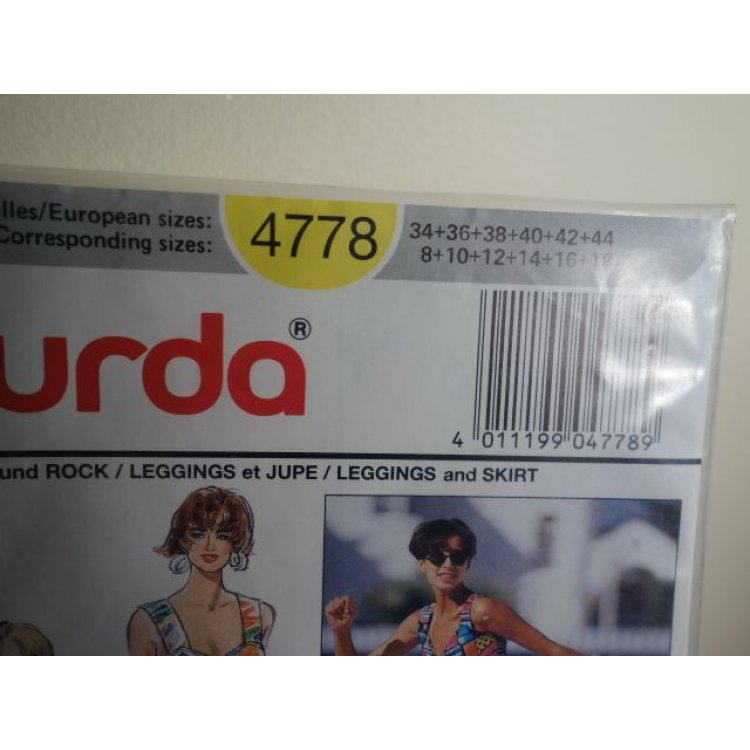 lles/European sizes:
Corresponding sizes:
4778
34+36+38+40+42+44
8+10+12+14+16+18
urda®
4 011199 047789
und ROCK / LEGGINGS et JUPE / LEGGINGS and SKIRT